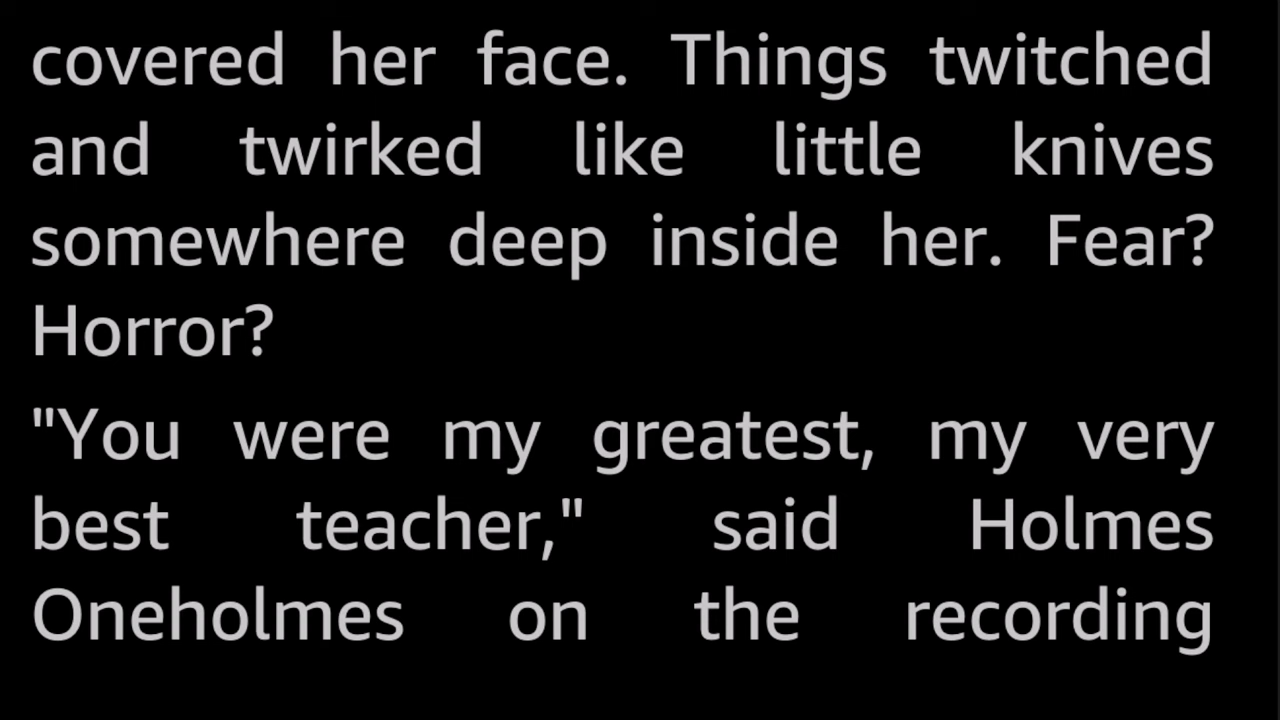 covered her face. Things twitched
and twirked like little knives
somewhere deep inside her. Fear?
Horror?
"You were my greatest, my very
best teacher," said Holmes
Oneholmes on the recording